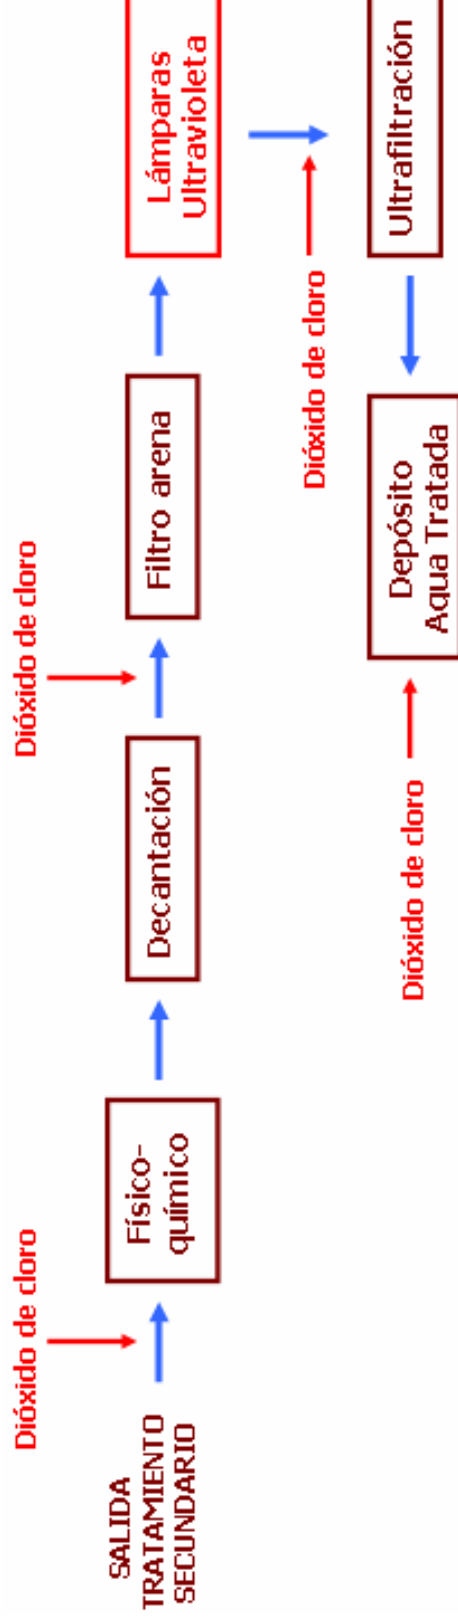 Dióxido de cloro
Dióxido de cloro
SALIDA
TRATAMIENTO
SECUNDARIO
Físico-
químico
Decantación
Filtro arena
Lámparas
Ultravioleta
Dióxido de cloro
Dióxido de cloro
Depósito
Aqua Tratada
Ultrafiltración